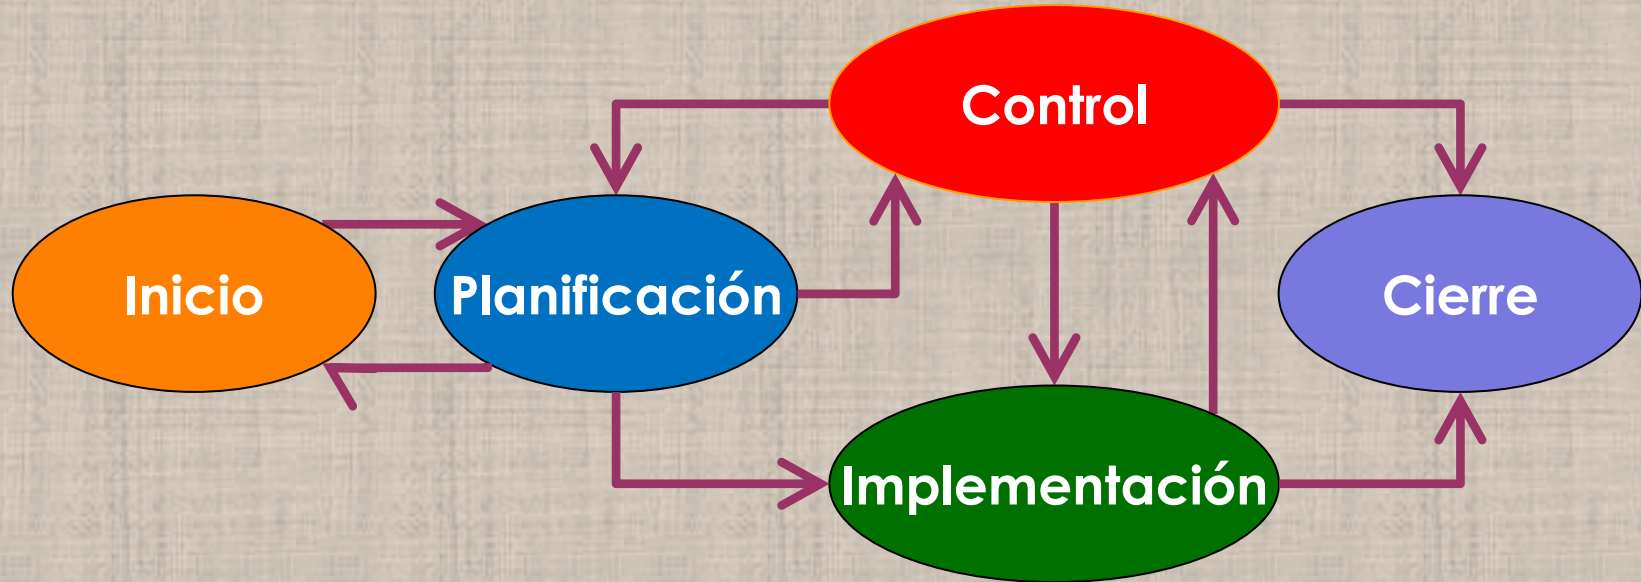 Control
Inicio
Planificación
Cierre
Implementación